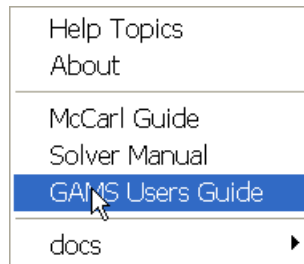 Help Topics
About
McCarl Guide
Solver Manual
GAMS Users Guide
docs